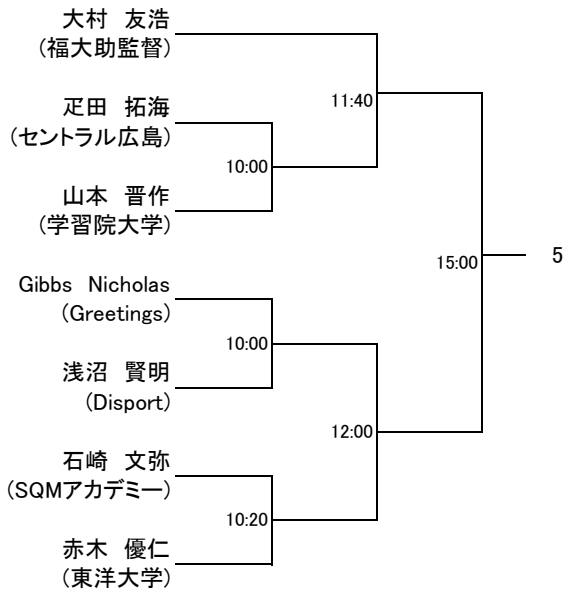 大村　友浩
(福大助監督)
11:40
疋田　拓海
(セントラル広島)
10:00
山本　晋作
(学習院大学)
15:00
5
Gibbs　Nicholas
(Greetings)
10:00
浅沼　賢明
(Disport)
12:00
石崎　文弥
(SQMアカデミー)
10:20
赤木　優仁
(東洋大学)